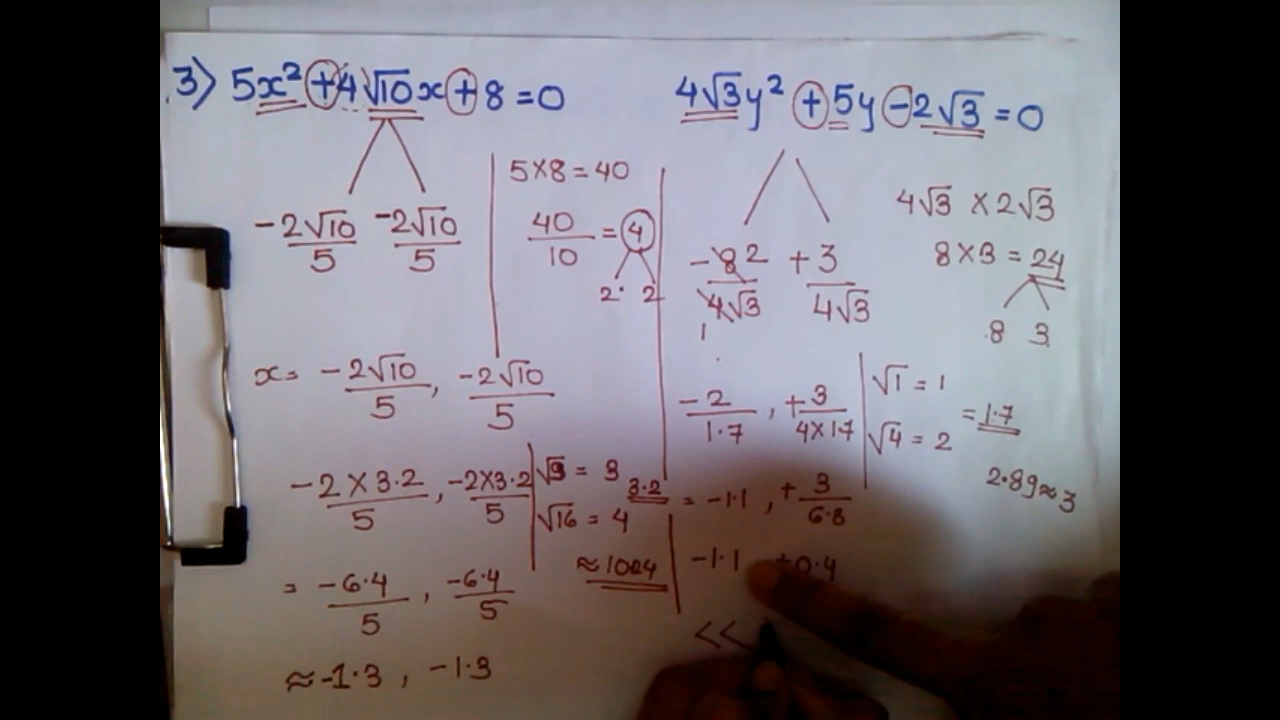 3) 5x² + 4√10x + 8 = 0
-2√10/5 -2√10/5
5×8 = 40
40/10 = 4
2 2
x = -2√10/5, -2√10/5
-2×3.2/5, -2×3.2/5
√9 = 3
3.2
√16 = 4
≈1024
= -6.4/5, -6.4/5
≈ -1.3, -1.3
4√3y² + 5y - 2√3 = 0
4√3 × 2√3
8×3 = 24
8 3
-8 2/4√3 +3/4√3
1
-2/1.7, +3/4×1.7
√1 = 1
= 1.7
√4 = 2
2.89≈3
= -1.1, +3/6.8
-1.1 +0.4
<<